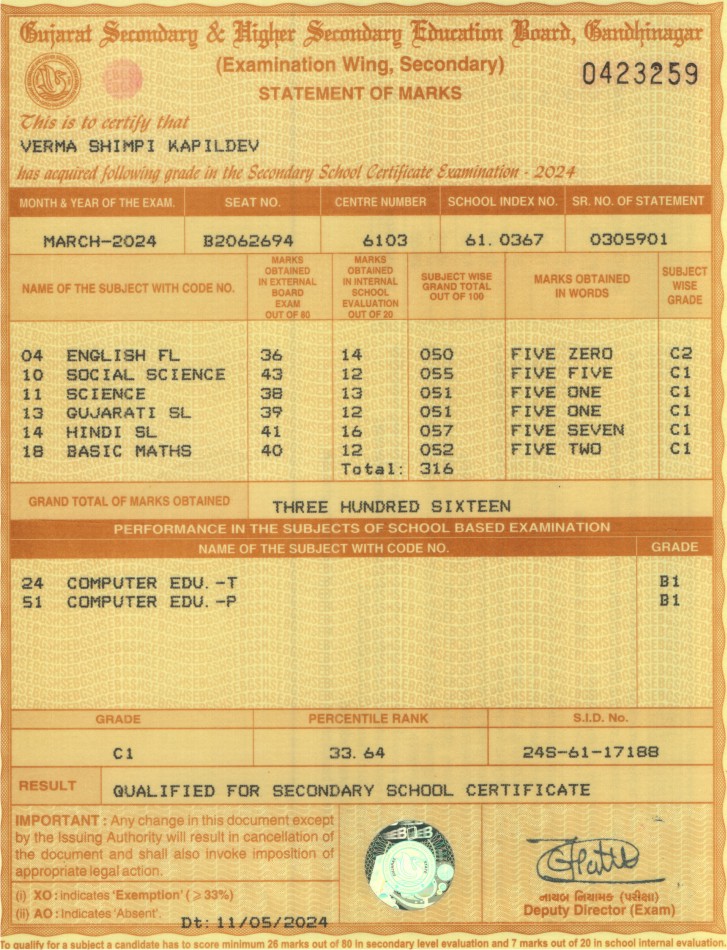 Gujarat Secondary & Higher Secondary Education Board, Gandhinagar
(Examination Wing, Secondary)
0423259
STATEMENT OF MARKS
This is to certify that
VERMA SHIMPI KAPILDEV
has acquired following grade in the Secondary School Certificate Examination - 2024
MONTH & YEAR OF THE EXAM. SEAT NO. CENTRE NUMBER SCHOOL INDEX NO. SR. NO. OF STATEMENT
MARCH-2024 B2062694 6103 61.0367 0305901
NAME OF THE SUBJECT WITH CODE NO. MARKS OBTAINED IN EXTERNAL BOARD EXAM OUT OF 80 MARKS OBTAINED IN INTERNAL SCHOOL EVALUATION OUT OF 20 SUBJECT WISE GRAND TOTAL OUT OF 100 MARKS OBTAINED IN WORDS SUBJECT WISE GRADE
04 ENGLISH FL 36 14 050 FIVE ZERO C2
10 SOCIAL SCIENCE 43 12 055 FIVE FIVE C1
11 SCIENCE 38 13 051 FIVE ONE C1
13 GUJARATI SL 39 12 051 FIVE ONE C1
14 HINDI SL 41 16 057 FIVE SEVEN C1
18 BASIC MATHS 40 12 052 FIVE TWO C1
Total: 316
GRAND TOTAL OF MARKS OBTAINED THREE HUNDRED SIXTEEN
PERFORMANCE IN THE SUBJECTS OF SCHOOL BASED EXAMINATION
NAME OF THE SUBJECT WITH CODE NO. GRADE
24 COMPUTER EDU.-T B1
51 COMPUTER EDU.-P B1
GRADE PERCENTILE RANK S.I.D. No.
C1 33.64 24S-61-17188
RESULT QUALIFIED FOR SECONDARY SCHOOL CERTIFICATE
IMPORTANT : Any change in this document except
by the Issuing Authority will result in cancellation of
the document and shall also invoke imposition of
appropriate legal action.
(i) XO : indicates 'Exemption' ( ≥ 33%)
(ii) AO : Indicates 'Absent'.
Dt: 11/05/2024
નાયબ નિયામક (પરીક્ષા)
Deputy Director (Exam)
To qualify for a subject a candidate has to score minimum 26 marks out of 80 in secondary level evaluation and 7 marks out of 20 in school internal evaluation.